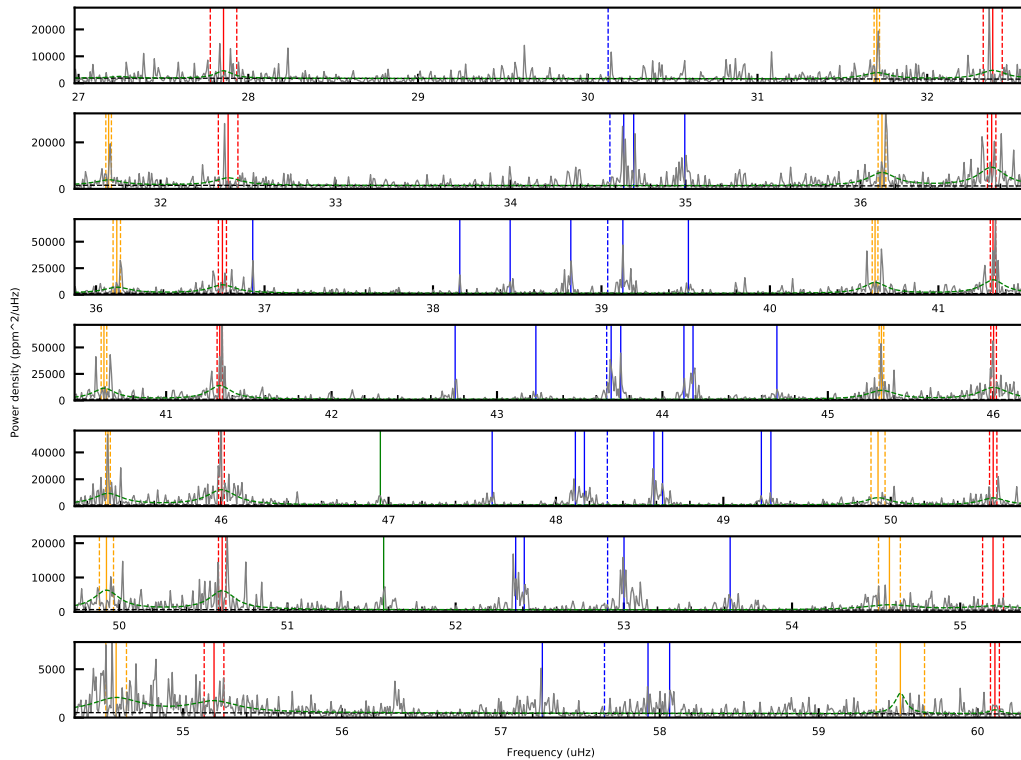 20000
10000
0
27 28 29 30 31 32
20000
0
32 33 34 35 36
50000
25000
0
36 37 38 39 40 41
50000
25000
0
41 42 43 44 45 46
Power density (ppm^2/uHz)
40000
20000
0
46 47 48 49 50
20000
10000
0
50 51 52 53 54 55
5000
0
55 56 57 58 59 60
Frequency (uHz)